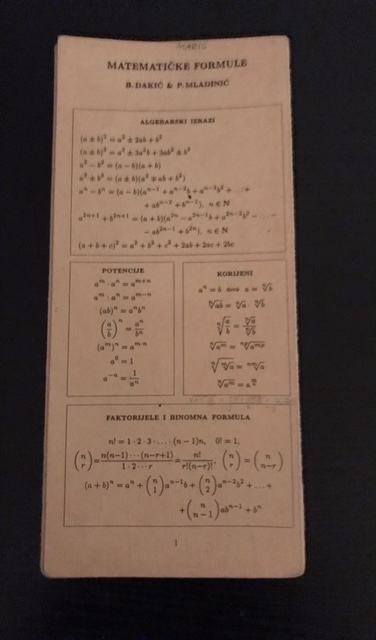 MARIO
MATEMATIČKE FORMULE
B. DAKIĆ & P. MLADINIĆ
ALGEBARSKI IZRAZI
(a ± b)² = a² ± 2ab + b²
(a ± b)³ = a³ ± 3a²b + 3ab² ± b³
a² − b² = (a − b)(a + b)
a³ ± b³ = (a ± b)(a² ∓ ab + b²)
aⁿ − bⁿ = (a − b)(aⁿ⁻¹ + aⁿ⁻²b + aⁿ⁻³b² + … +
+ abⁿ⁻² + bⁿ⁻¹), n ∈ N
a²ⁿ⁺¹ + b²ⁿ⁺¹ = (a + b)(a²ⁿ − a²ⁿ⁻¹b + a²ⁿ⁻²b² − …
− ab²ⁿ⁻¹ + b²ⁿ), n ∈ N
(a + b + c)² = a² + b² + c² + 2ab + 2ac + 2bc
POTENCIJE
aᵐ · aⁿ = aᵐ⁺ⁿ
aᵐ : aⁿ = aᵐ⁻ⁿ
(ab)ⁿ = aⁿbⁿ
(a/b)ⁿ = aⁿ/bⁿ
(aᵐ)ⁿ = aᵐ·ⁿ
a⁰ = 1
a⁻ⁿ = 1/aⁿ
KORIJENI
aⁿ = b ⟺ a = ⁿ√b
ⁿ√ab = ⁿ√a · ⁿ√b
ⁿ√(a/b) = ⁿ√a / ⁿ√b
ⁿ√aᵐ = ⁿᵖ√aᵐᵖ
ⁿ√(ᵐ√a) = ⁿᵐ√a
ⁿ√aᵐ = a^(m/n)
FAKTORIJELE I BINOMNA FORMULA
n! = 1 · 2 · 3 · … · (n − 1)n, 0! = 1,
(n r) = n(n−1)⋯(n−r+1)/1·2⋯r = n!/r!(n−r)!, (n r) = (n n−r)
(a + b)ⁿ = aⁿ + (n 1)aⁿ⁻¹b + (n 2)aⁿ⁻²b² + … +
+ (n n−1)abⁿ⁻¹ + bⁿ
1